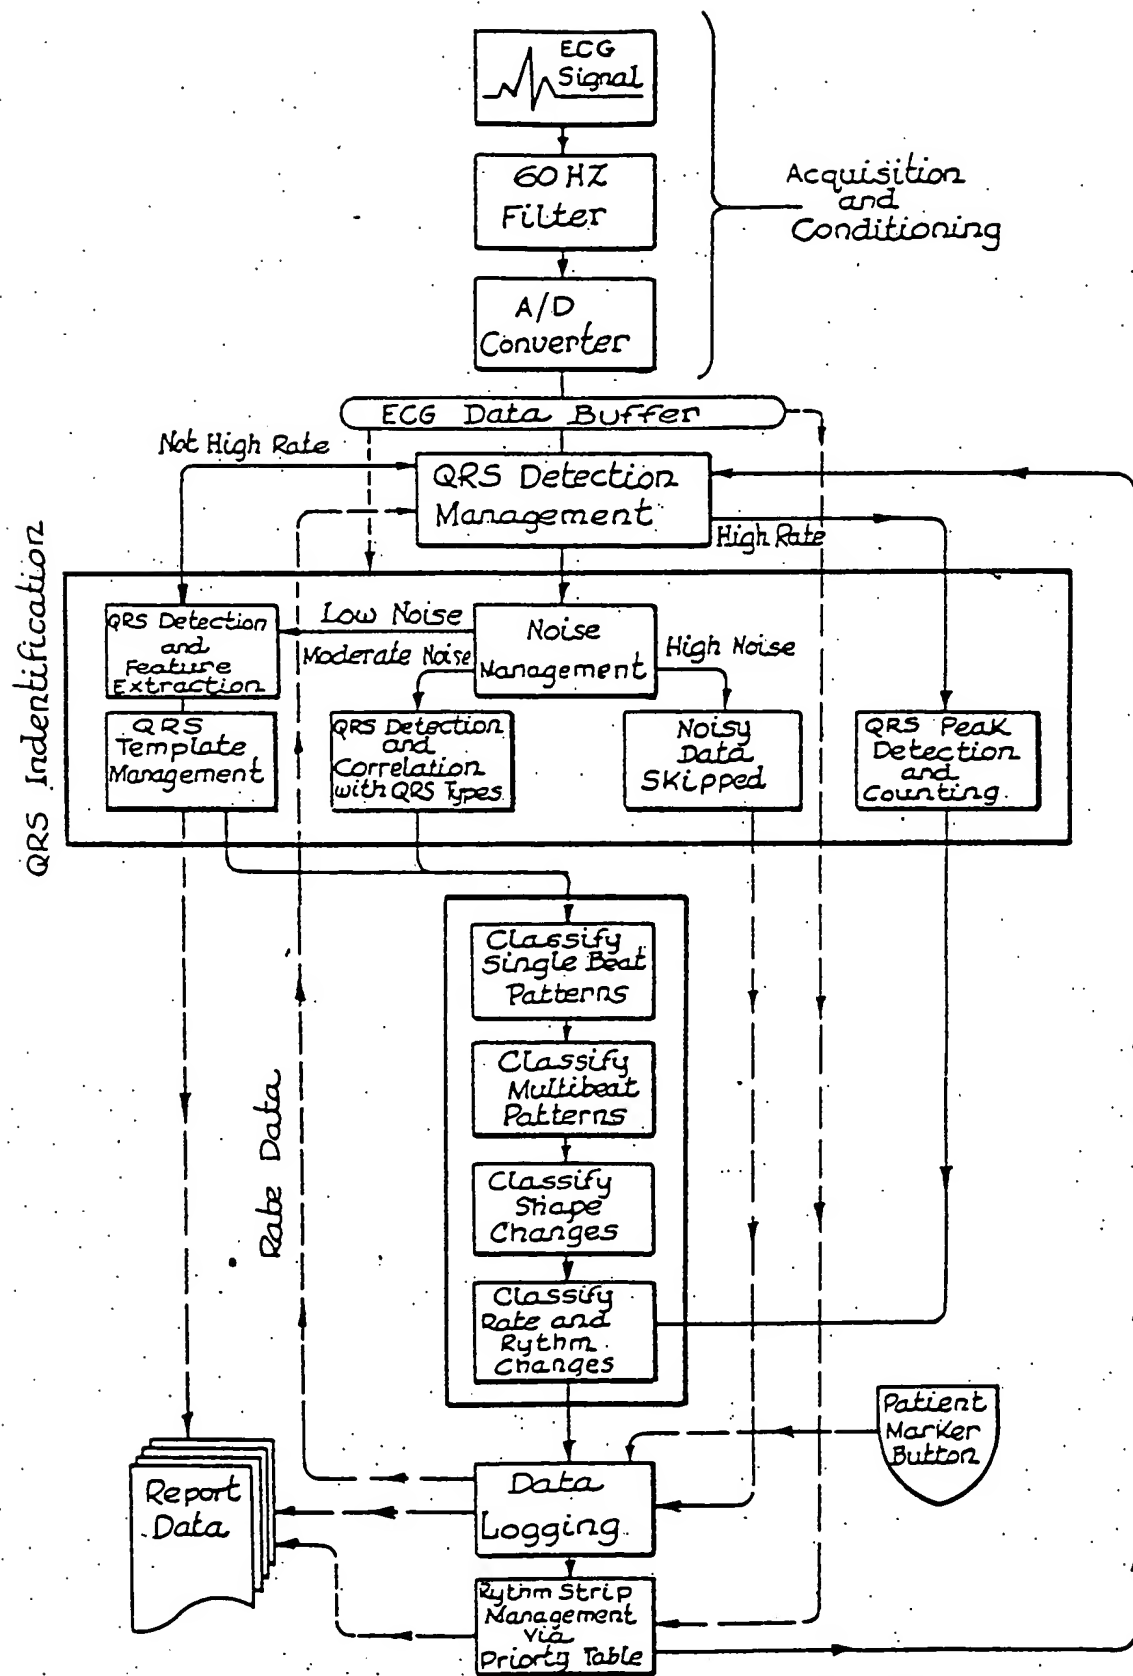 ECG
Signal
60 HZ
Filter
A/D
Converter
Acquisition
and
Conditioning
ECG Data Buffer
Not High Rate
QRS Detection
Management
High Rate
QRS Indentification
QRS Detection
and
Feature
Extraction
Low Noise
Moderate Noise
Noise
Management
High Noise
QRS
Template
Management
QRS Detection
and
Correlation
with QRS Types
Noisy
Data
Skipped
QRS Peak
Detection
and
Counting
Classify
Single Beat
Patterns
Classify
Multibeat
Patterns
Rate Data
Classify
Shape
Changes
Classify
Rate and
Rythm
Changes
Patient
Marker
Button
Report
Data
Data
Logging
Rythm Strip
Management
Via
Priorty Table